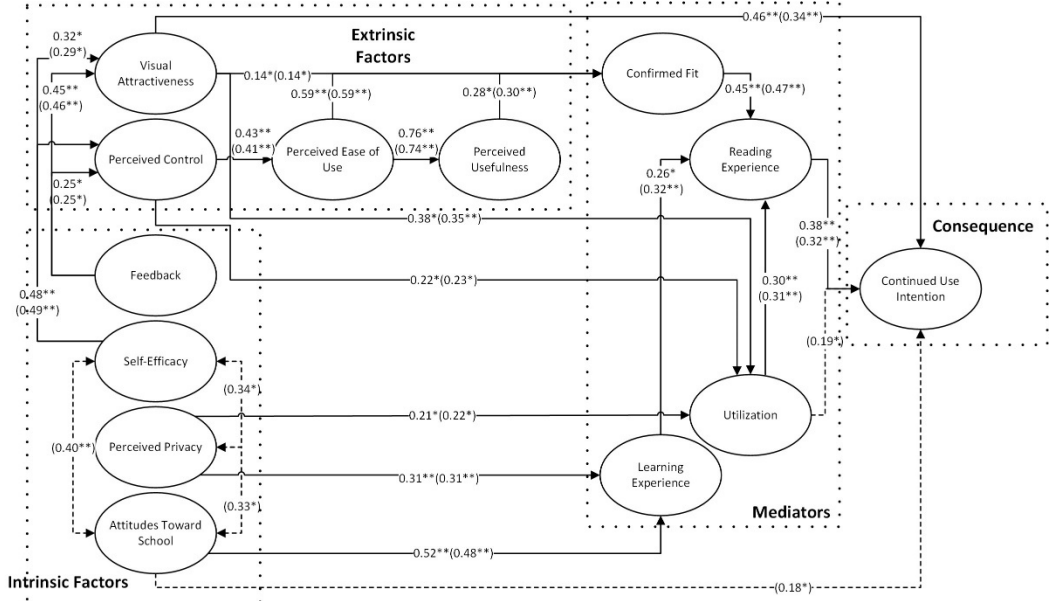 0.46**(0.34**)
0.32*
(0.29*)
Extrinsic
Factors
Visual
Attractiveness
Confirmed Fit
0.14*(0.14*)
0.45**
(0.46**)
0.59**(0.59**)
0.28*(0.30**)
0.45**(0.47**)
0.43**
(0.41**)
0.76**
(0.74**)
Perceived Control
Perceived Ease of
Use
Perceived
Usefulness
Reading
Experience
0.26*
(0.32**)
0.25*
(0.25*)
0.38*(0.35**)
0.38**
(0.32**)
Consequence
Feedback
0.22*(0.23*)
0.30**
(0.31**)
Continued Use
Intention
0.48**
(0.49**)
Self-Efficacy
(0.19*)
(0.34*)
0.21*(0.22*)
Utilization
(0.40**)
Perceived Privacy
0.31**(0.31**)
Learning
Experience
(0.33*)
Mediators
Attitudes Toward
School
0.52**(0.48**)
Intrinsic Factors
(0.18*)